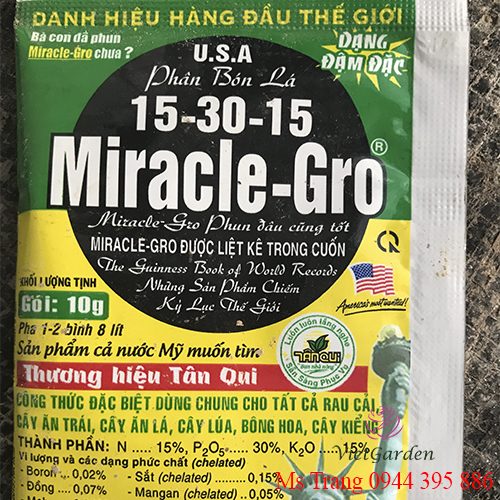 DANH HIỆU HÀNG ĐẦU THẾ GIỚI
Bà con đã phun
Miracle-Gro chưa ?
DẠNG
ĐẬM ĐẶC
U.S.A
Phân Bón Lá
15-30-15
Miracle-Gro®
Miracle-Gro Phun đâu cũng tốt
MIRACLE-GRO ĐƯỢC LIỆT KÊ TRONG CUỐN
The Guinness Book of World Records
Những Sản Phẩm Chiếm
Kỷ Lục Thế Giới
KHỐI LƯỢNG TỊNH
Gói: 10g
Pha 1-2 bình 8 lít
Sản phẩm cả nước Mỹ muốn tìm
Thương hiệu Tân Qui
America's most wanted!
Luôn luôn lắng nghe
TÂN QUI
Bạn nhà nông
Sẵn Sàng Phục Vụ
CÔNG THỨC ĐẶC BIỆT DÙNG CHUNG CHO TẤT CẢ RAU CẢI,
CÂY ĂN TRÁI, CÂY ĂN LÁ, CÂY LÚA, BÔNG HOA, CÂY KIỂNG
THÀNH PHẦN: N ..... 15%, P2O5..... 30%, K2O .....15%
Vi lượng và các dạng phức chất (chelated)
- Boron .. 0,02% - Sắt (chelated) .......... 0,15%
- Đồng ... 0,07% - Mangan (chelated) .. 0,05%
VietGarden
Ms Trang 0944 395 886